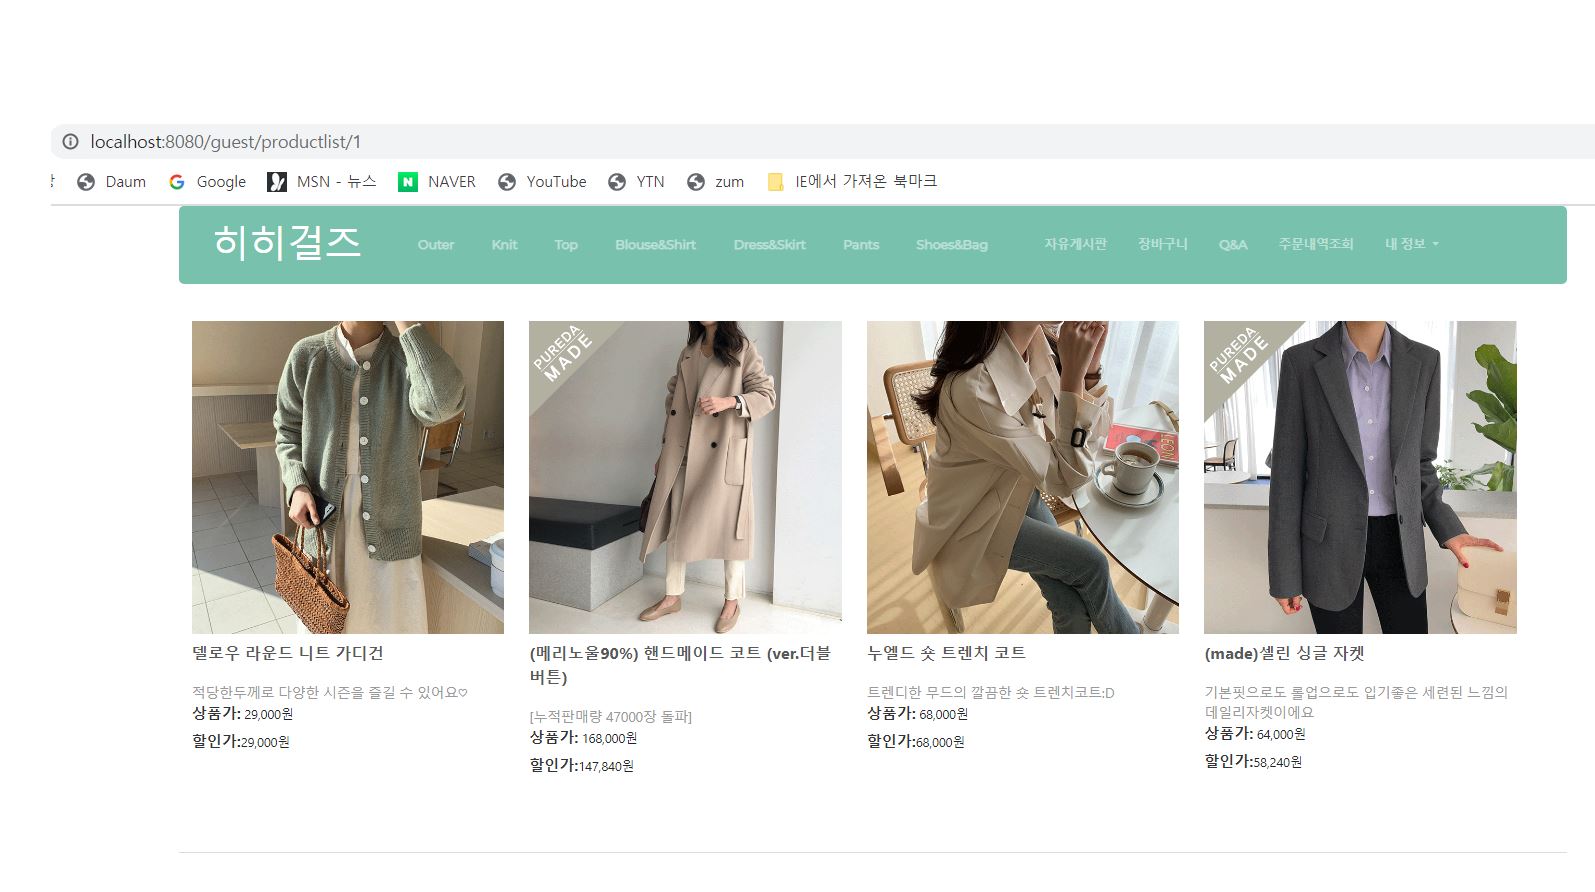 localhost:8080/guest/productlist/1
Daum Google MSN - 뉴스 NAVER YouTube YTN zum IE에서 가져온 북마크
히히걸즈 Outer Knit Top Blouse&Shirt Dress&Skirt Pants Shoes&Bag 자유게시판 장바구니 Q&A 주문내역조회 내 정보
PUREDA
MADE
LEON
PUREDA
MADE
델로우 라운드 니트 가디건
적당한두께로 다양한 시즌을 즐길 수 있어요♡
상품가: 29,000원
할인가:29,000원
(메리노울90%) 핸드메이드 코트 (ver.더블
버튼)
[누적판매량 47000장 돌파]
상품가: 168,000원
할인가:147,840원
누엘드 숏 트렌치 코트
트렌디한 무드의 깔끔한 숏 트렌치코트:D
상품가: 68,000원
할인가:68,000원
(made)셀린 싱글 자켓
기본핏으로도 롤업으로도 입기좋은 세련된 느낌의
데일리자켓이에요
상품가: 64,000원
할인가:58,240원